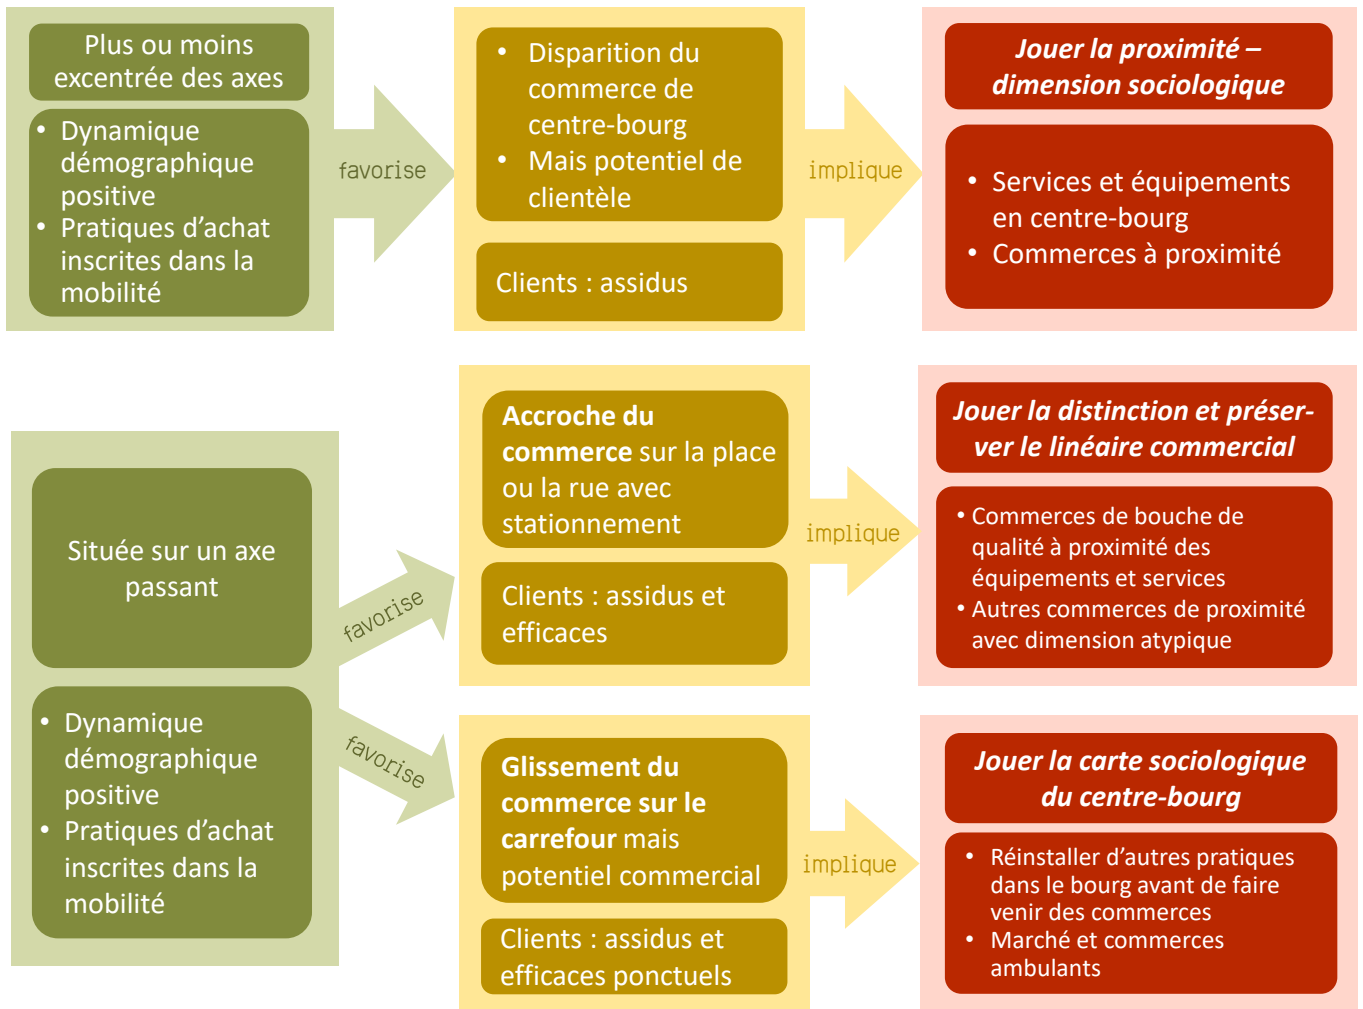 Plus ou moins
excentrée des axes
• Dynamique
démographique
positive
• Pratiques d'achat
inscrites dans la
mobilité
favorise
• Disparition du
commerce de
centre-bourg
• Mais potentiel de
clientèle
Clients : assidus
implique
Jouer la proximité –
dimension sociologique
• Services et équipements
en centre-bourg
• Commerces à proximité
Située sur un axe
passant
• Dynamique
démographique
positive
• Pratiques d'achat
inscrites dans la
mobilité
favorise
Accroche du
commerce sur la place
ou la rue avec
stationnement
Clients : assidus et
efficaces
implique
Jouer la distinction et préser-
ver le linéaire commercial
• Commerces de bouche de
qualité à proximité des
équipements et services
• Autres commerces de proximité
avec dimension atypique
favorise
Glissement du
commerce sur le
carrefour mais
potentiel commercial
Clients : assidus et
efficaces ponctuels
implique
Jouer la carte sociologique
du centre-bourg
• Réinstaller d'autres pratiques
dans le bourg avant de faire
venir des commerces
• Marché et commerces
ambulants